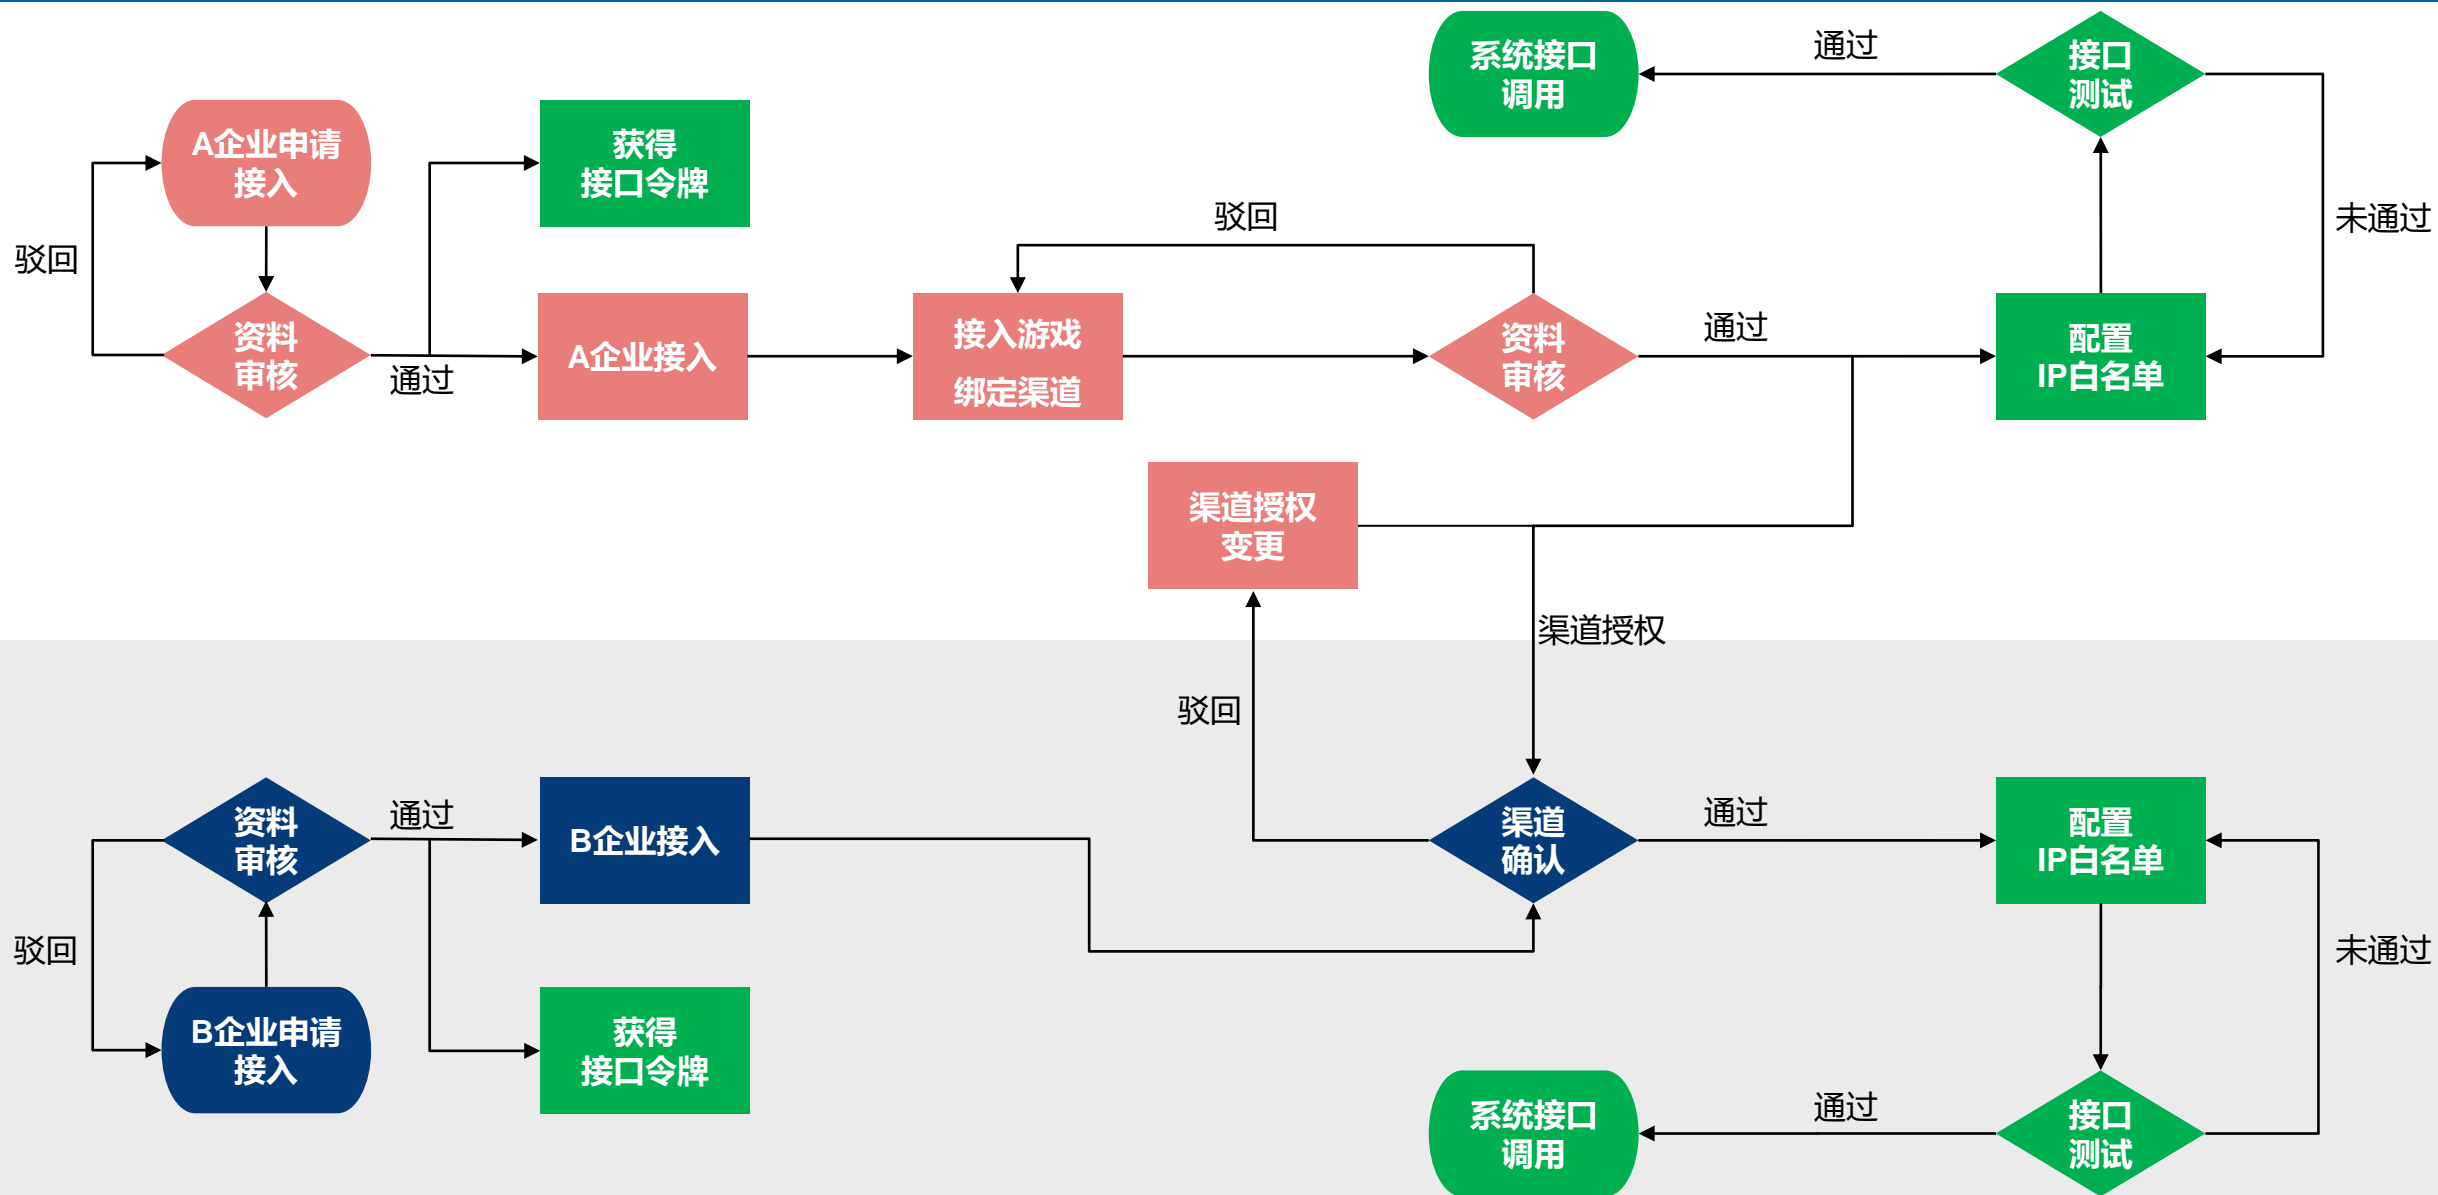 系统接口
调用
通过
接口
测试
A企业申请
接入
获得
接口令牌
驳回
驳回
未通过
资料
审核
通过
A企业接入
接入游戏
绑定渠道
资料
审核
通过
配置
IP白名单
渠道授权
变更
渠道授权
驳回
资料
审核
通过
B企业接入
渠道
确认
通过
配置
IP白名单
驳回
未通过
B企业申请
接入
获得
接口令牌
系统接口
调用
通过
接口
测试